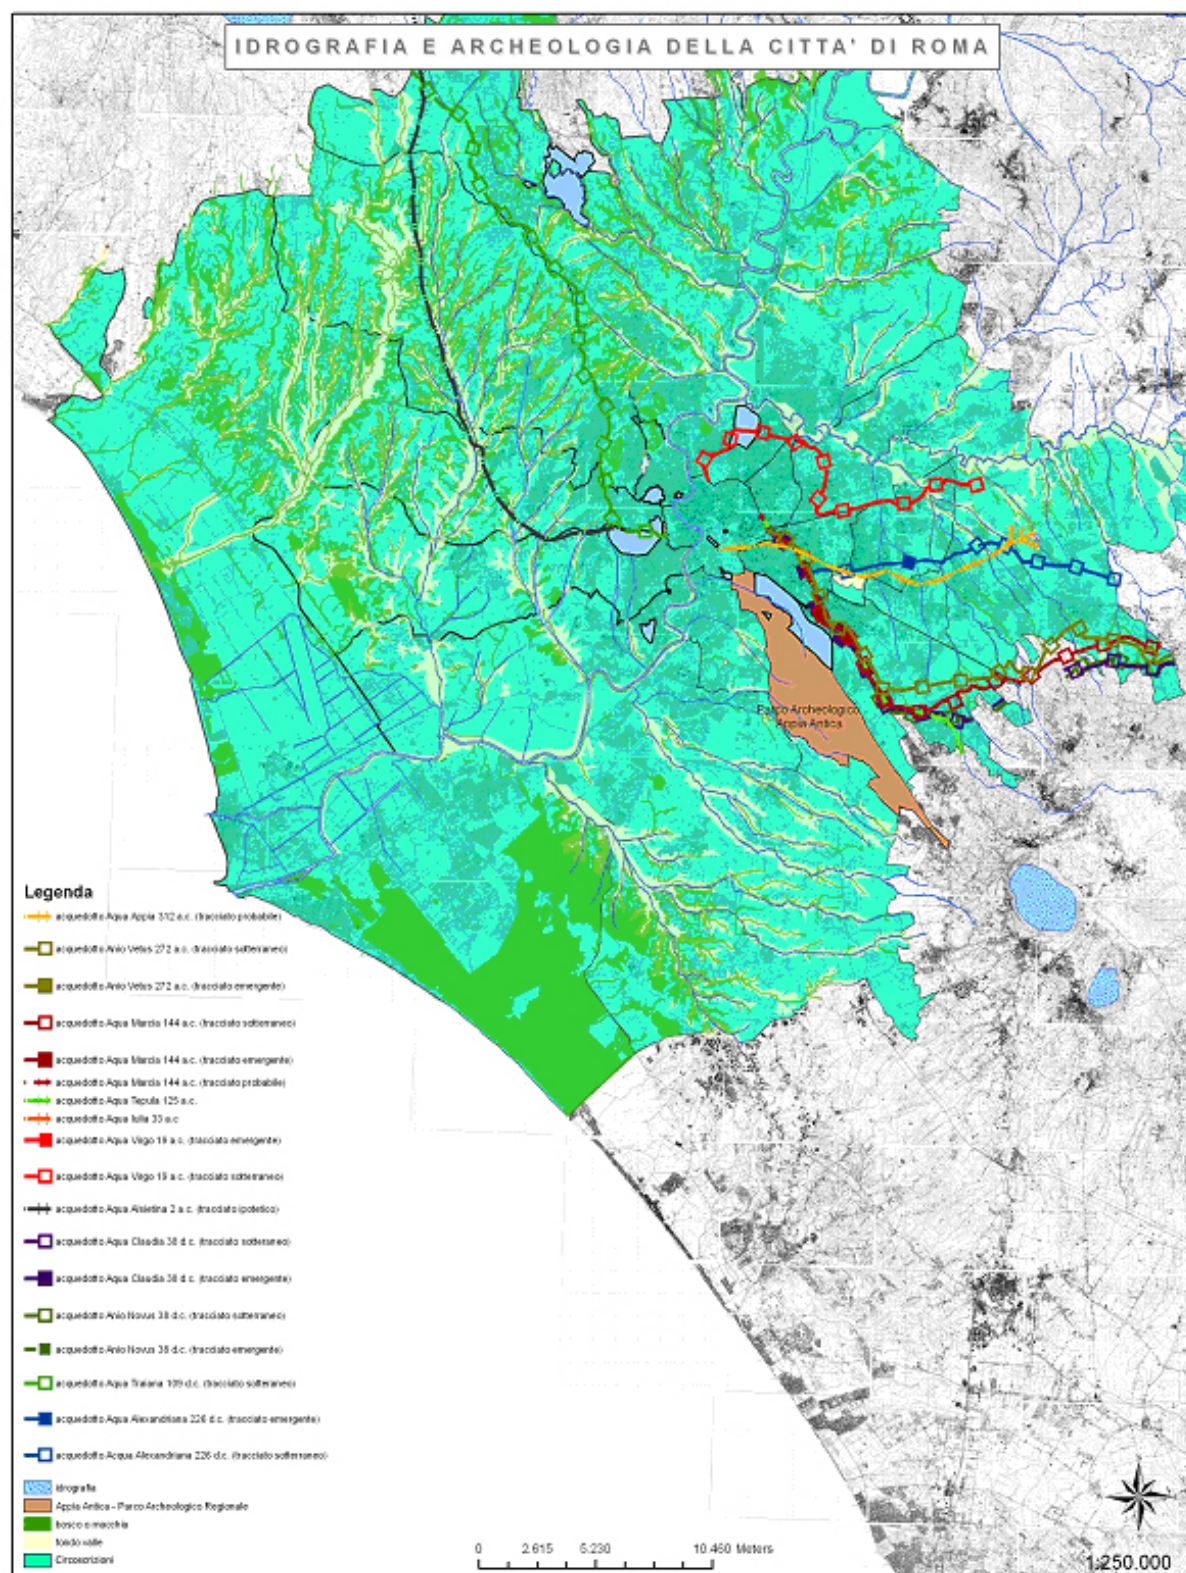 IDROGRAFIA E ARCHEOLOGIA DELLA CITTA' DI ROMA
Parco Archeologico
Appia Antica
Legenda
acquedotto Aqua Appia 312 a.c. (tracciato probabile)
acquedotto Anio Vetus 272 a.c. (tracciato sotterraneo)
acquedotto Anio Vetus 272 a.c. (tracciato emergente)
acquedotto Aqua Marcia 144 a.c. (tracciato sotterraneo)
acquedotto Aqua Marcia 144 a.c. (tracciato emergente)
acquedotto Aqua Marcia 144 a.c. (tracciato probabile)
acquedotto Aqua Tepula 125 a.c.
acquedotto Aqua Iulia 33 a.c
acquedotto Aqua Virgo 19 a.c. (tracciato emergente)
acquedotto Aqua Virgo 19 a.c. (tracciato sotterraneo)
acquedotto Aqua Alsietina 2 a.c. (tracciato ipotetico)
acquedotto Aqua Claudia 38 d.c. (tracciato sotteraneo)
acquedotto Aqua Claudia 38 d.c. (tracciato emergente)
acquedotto Anio Novus 38 d.c. (tracciato sotterraneo)
acquedotto Anio Novus 38 d.c. (tracciato emergente)
acquedotto Aqua Traiana 109 d.c. (tracciato sotteraneo)
acquedotto Aqua Alexandriana 226 d.c. (tracciato emergente)
acquedotto Acqua Alexandriana 226 d.c. (tracciato sotterraneo)
idrografia
Appia Antica - Parco Archeologico Regionale
bosco o macchia
fondo valle
Circoscrizioni
0 2.615 5.230 10.460 Meters
1:250.000